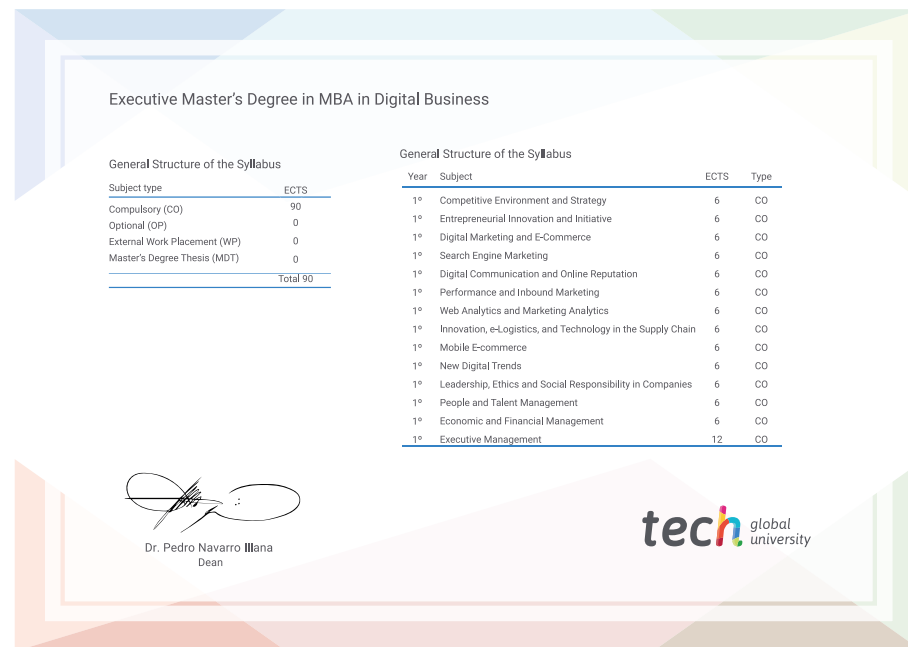 Executive Master's Degree in MBA in Digital Business
General Structure of the Syllabus
Subject type ECTS
Compulsory (CO) 90
Optional (OP) 0
External Work Placement (WP) 0
Master's Degree Thesis (MDT) 0
Total 90
General Structure of the Syllabus
Year Subject ECTS Type
1º Competitive Environment and Strategy 6 CO
1º Entrepreneurial Innovation and Initiative 6 CO
1º Digital Marketing and E-Commerce 6 CO
1º Search Engine Marketing 6 CO
1º Digital Communication and Online Reputation 6 CO
1º Performance and Inbound Marketing 6 CO
1º Web Analytics and Marketing Analytics 6 CO
1º Innovation, e-Logistics, and Technology in the Supply Chain 6 CO
1º Mobile E-commerce 6 CO
1º New Digital Trends 6 CO
1º Leadership, Ethics and Social Responsibility in Companies 6 CO
1º People and Talent Management 6 CO
1º Economic and Financial Management 6 CO
1º Executive Management 12 CO
Dr. Pedro Navarro Illana
Dean
tech global
university